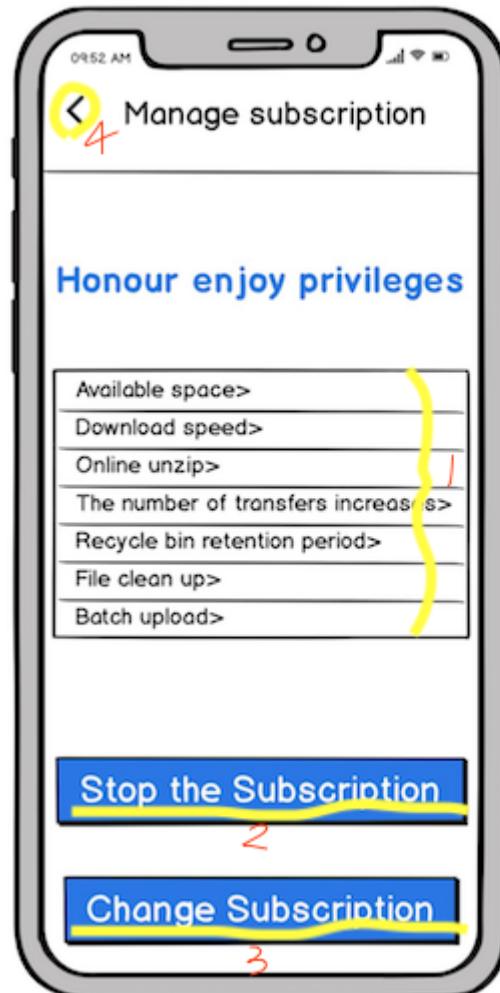 09:52 AM
Manage subscription
4
Honour enjoy privileges
Available space>
Download speed>
Online unzip>
1
The number of transfers increases>
Recycle bin retention period>
File clean up>
Batch upload>
Stop the Subscription
2
Change Subscription
3